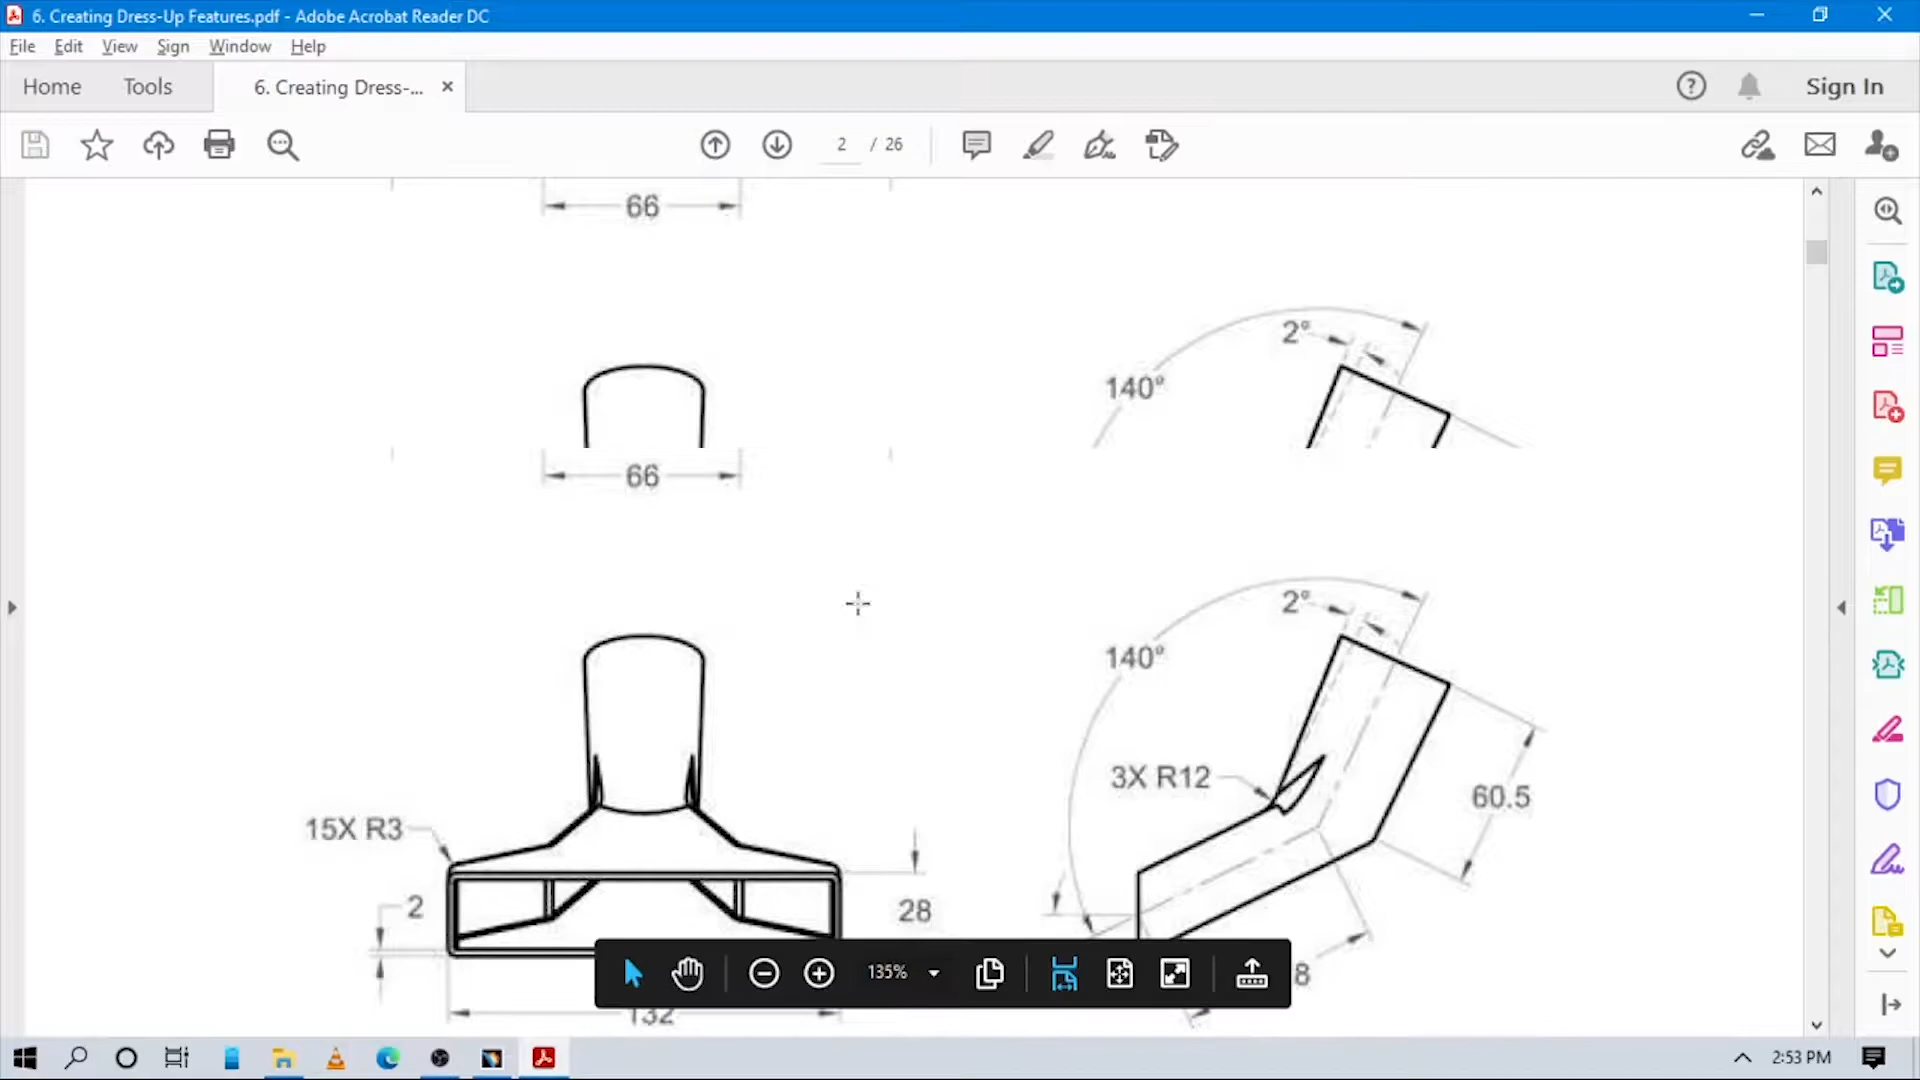 6. Creating Dress-Up Features.pdf - Adobe Acrobat Reader DC
File Edit View Sign Window Help
Home Tools 6. Creating Dress-... Sign In
2 / 26
66
2°
140°
66
2°
140°
3X R12
60.5
15X R3
2
28
135%
8
132
2:53 PM